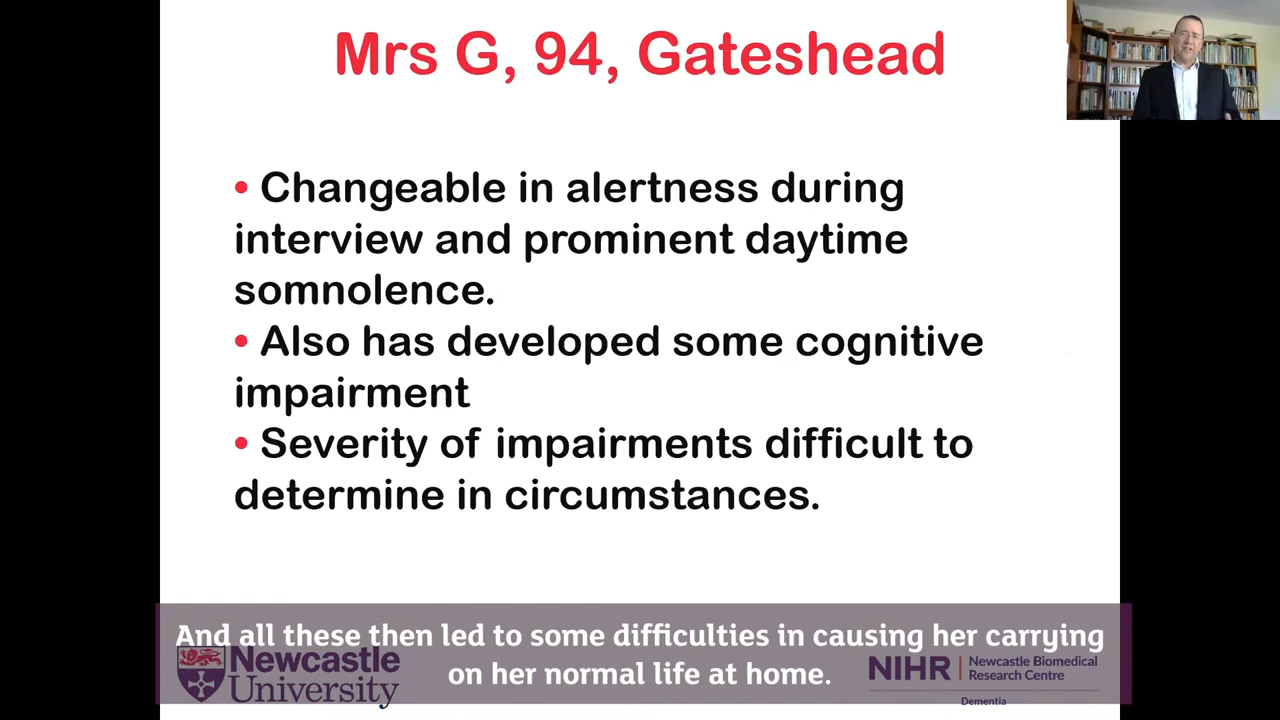 Mrs G, 94, Gateshead
• Changeable in alertness during
interview and prominent daytime
somnolence.
• Also has developed some cognitive
impairment
• Severity of impairments difficult to
determine in circumstances.
And all these then led to some difficulties in causing her carrying
on her normal life at home.
Newcastle
University
NIHR | Newcastle Biomedical
Research Centre
Dementia